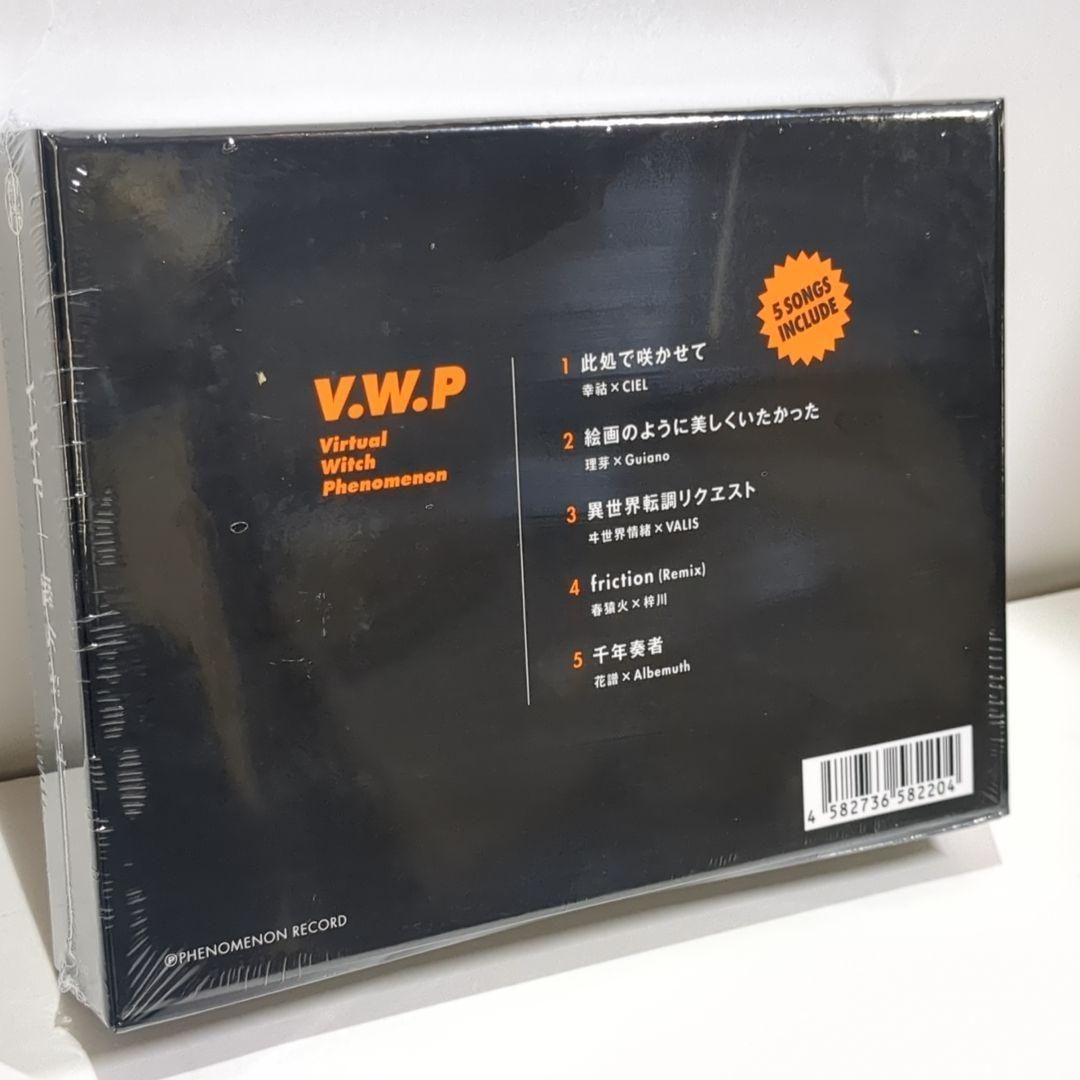 5 SONGS
INCLUDE
V.W.P
Virtual
Witch
Phenomenon
1 此処で咲かせて
幸祜×CIEL
2 絵画のように美しくいたかった
理芽×Guiano
3 異世界転調リクヱスト
ヰ世界情緒×VALIS
4 friction (Remix)
春猿火×梓川
5 千年奏者
花譜×Albemuth
4 582736 582204
ⓅPHENOMENON RECORD